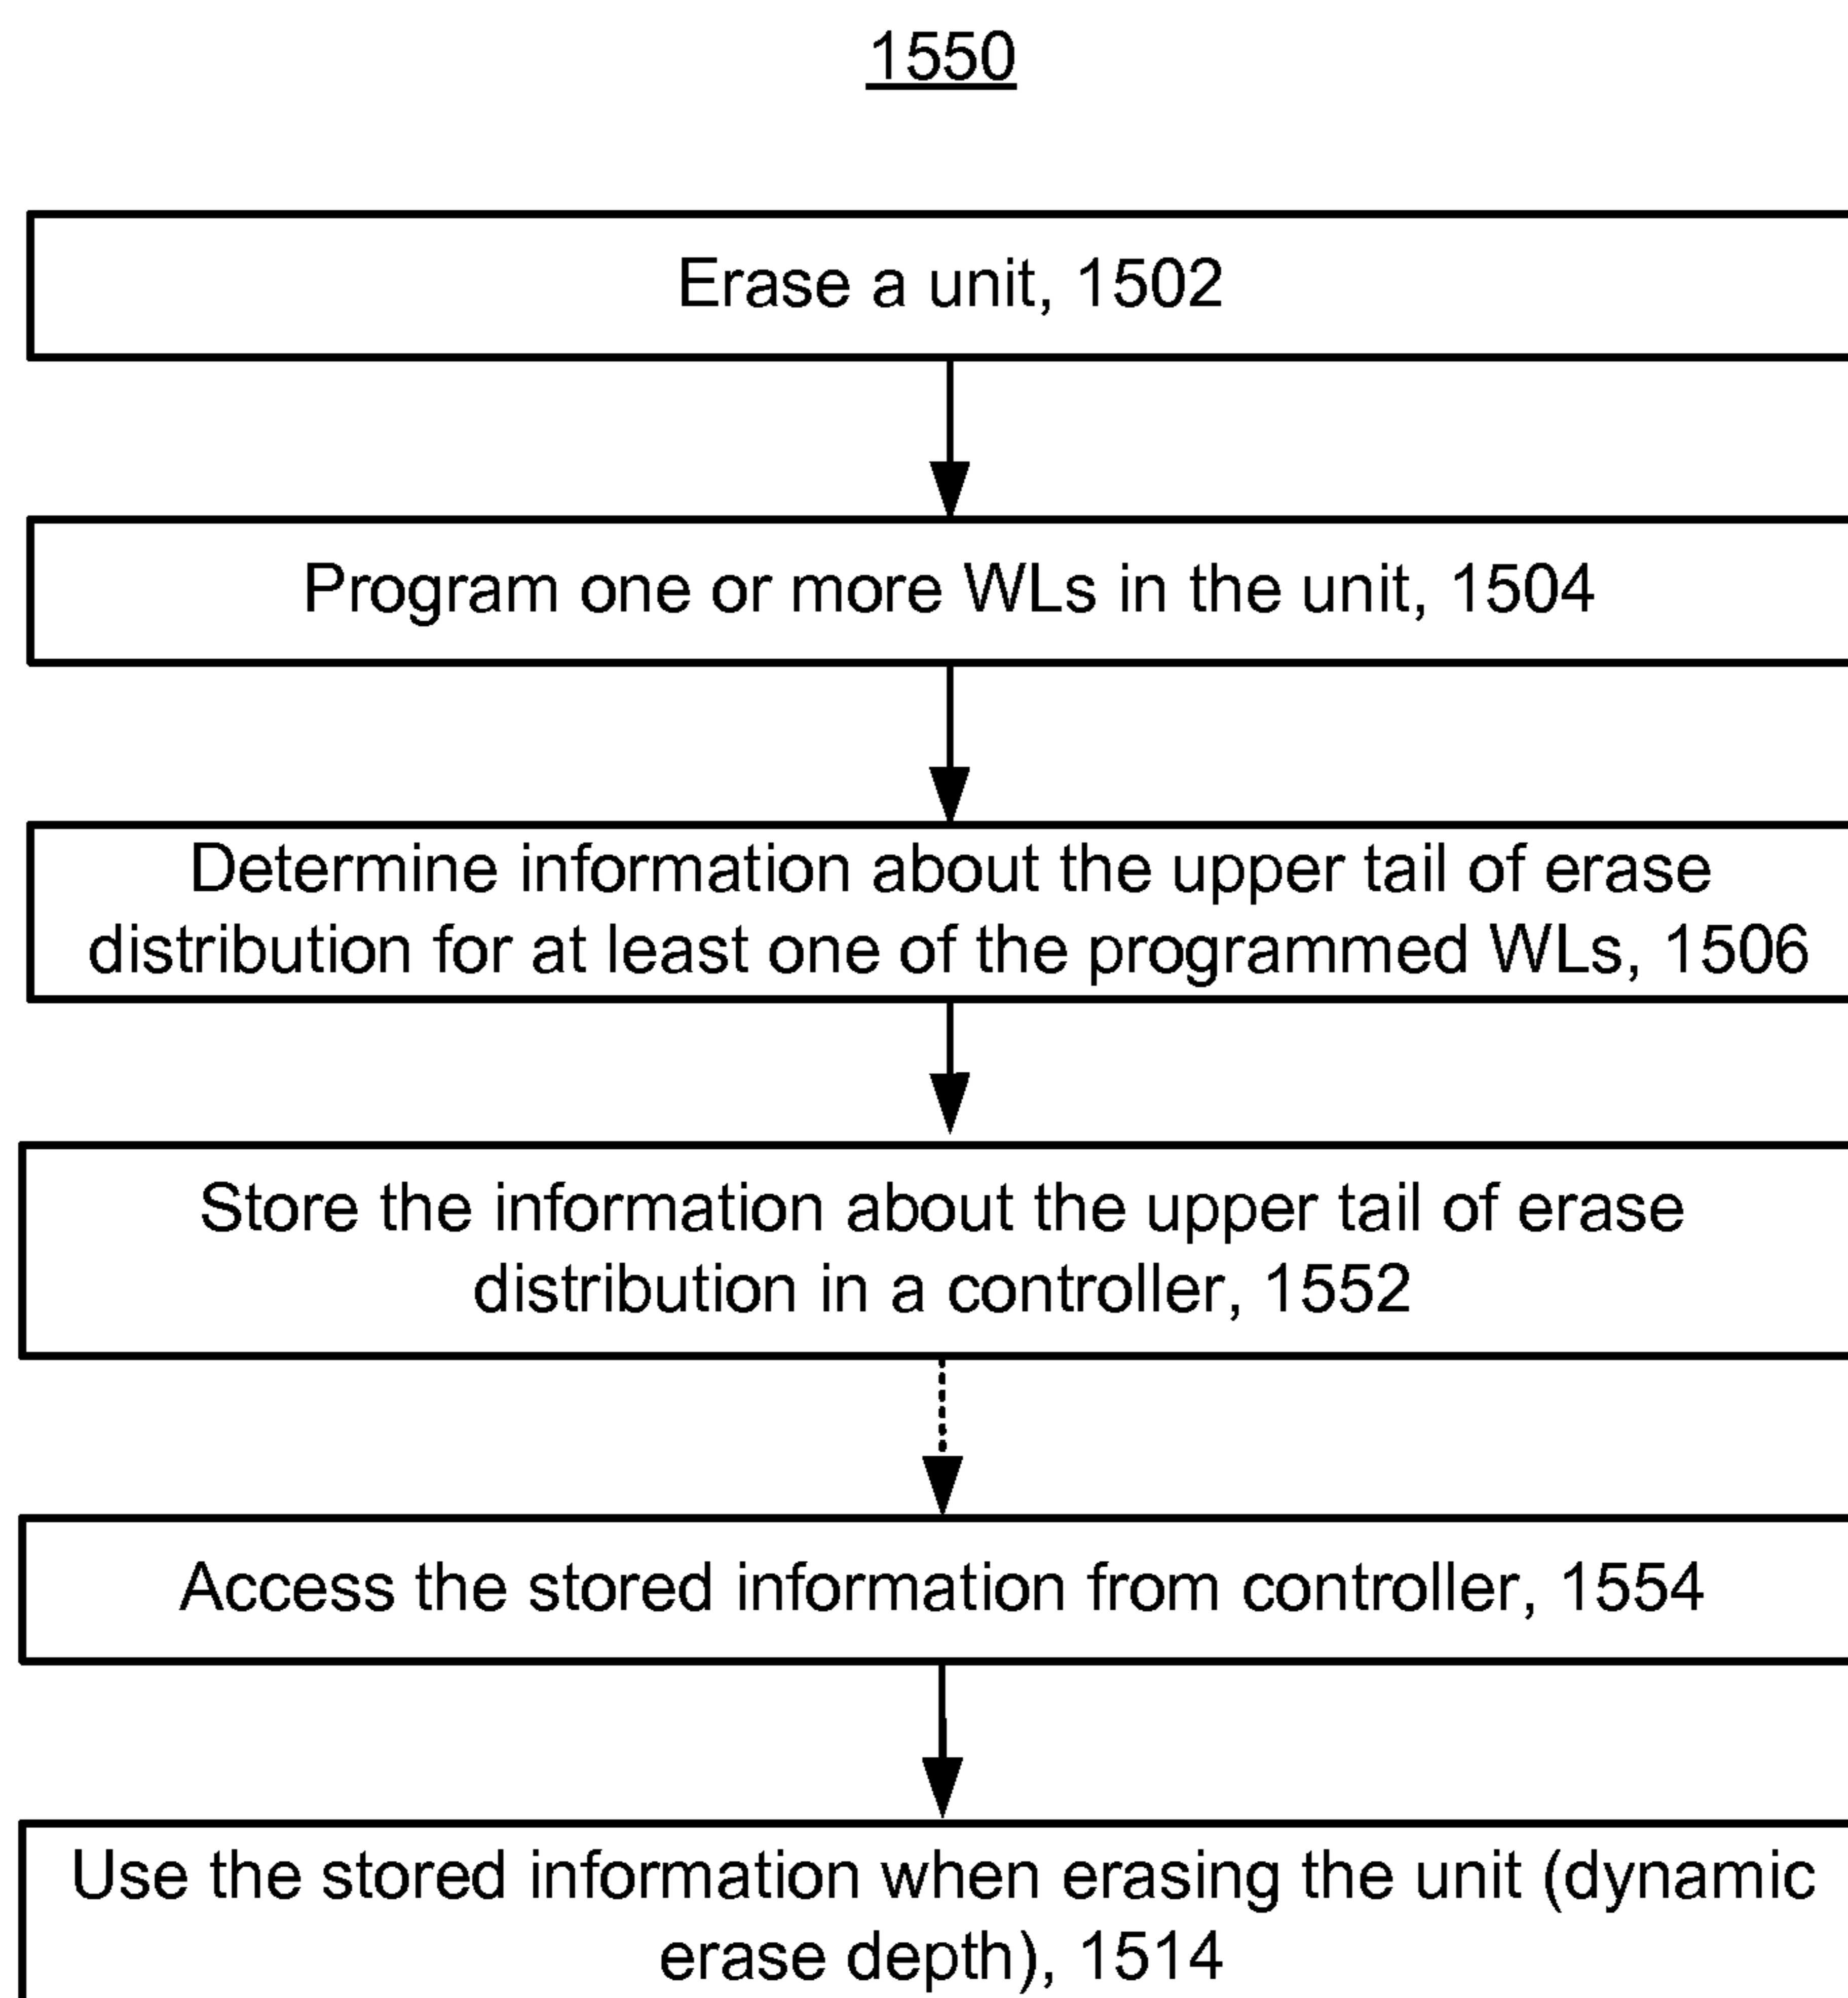 1550
Erase a unit, 1502
Program one or more WLs in the unit, 1504
Determine information about the upper tail of erase
distribution for at least one of the programmed WLs, 1506
Store the information about the upper tail of erase
distribution in a controller, 1552
Access the stored information from controller, 1554
Use the stored information when erasing the unit (dynamic
erase depth), 1514